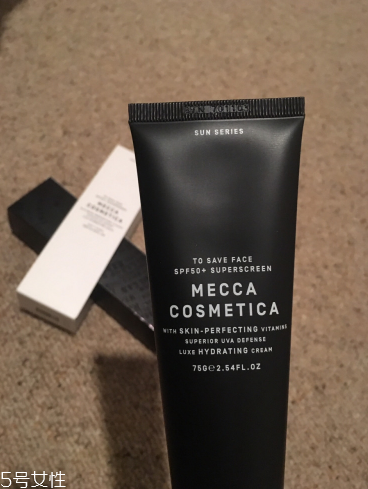 SUN SERIES
TO SAVE FACE
SPF50+ SUPERSCREEN
MECCA
COSMETICA
WITH SKIN-PERFECTING VITAMINS
SUPERIOR UVA DEFENSE
LUXE HYDRATING CREAM
75G℮2.54FL.OZ
MECCA
COSMETICA
5号女性